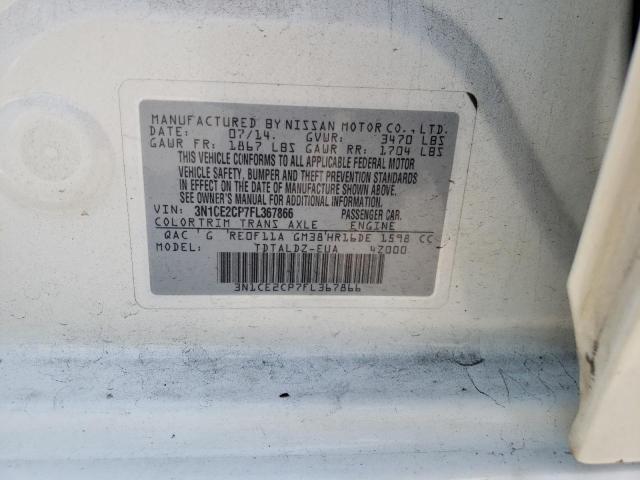 MANUFACTURED BY NISSAN MOTOR CO., LTD.
DATE: 07/14. GVWR: 3470 LBS
GAWR FR: 1867 LBS GAWR RR: 1704 LBS
THIS VEHICLE CONFORMS TO ALL APPLICABLE FEDERAL MOTOR
VEHICLE SAFETY, BUMPER AND THEFT PREVENTION STANDARDS
IN EFFECT ON THE DATE OF MANUFACTURE SHOWN ABOVE.
SEE OWNER'S MANUAL FOR ADDITIONAL INFORMATION.
VIN: 3N1CE2CP7FL367866 PASSENGER CAR.
COLOR TRIM TRANS AXLE ENGINE
QAC G RE0F11A GM38 HR16DE 1598 CC
MODEL: TDTALDZ-EUA 4Z000
3N1CE2CP7FL367866